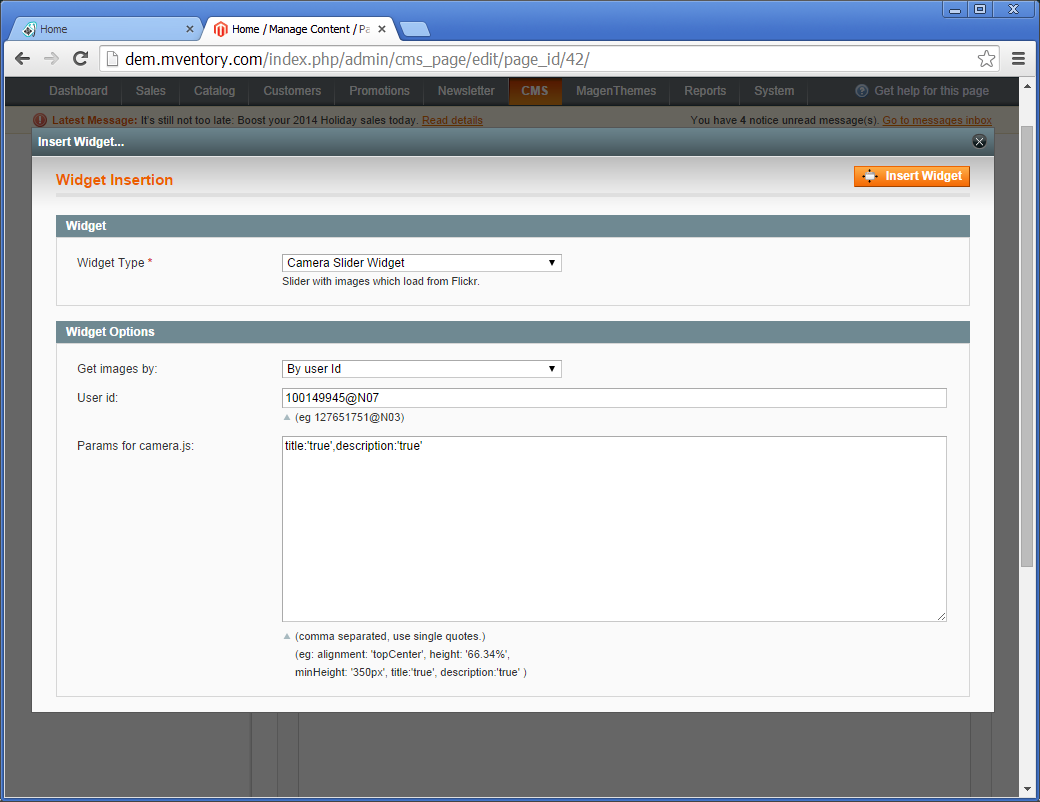 Home
Home / Manage Content / Pa
dem.mventory.com/index.php/admin/cms_page/edit/page_id/42/
Dashboard Sales Catalog Customers Promotions Newsletter CMS MagenThemes Reports System Get help for this page
Latest Message: It's still not too late: Boost your 2014 Holiday sales today. Read details You have 4 notice unread message(s). Go to messages inbox
Insert Widget...
Widget Insertion
Insert Widget
Widget
Widget Type * Camera Slider Widget
Slider with images which load from Flickr.
Widget Options
Get images by: By user Id
User id: 100149945@N07
(eg 127651751@N03)
Params for camera.js: title:'true',description:'true'
(comma separated, use single quotes.)
(eg: alignment: 'topCenter', height: '66.34%',
minHeight: '350px', title:'true', description:'true' )